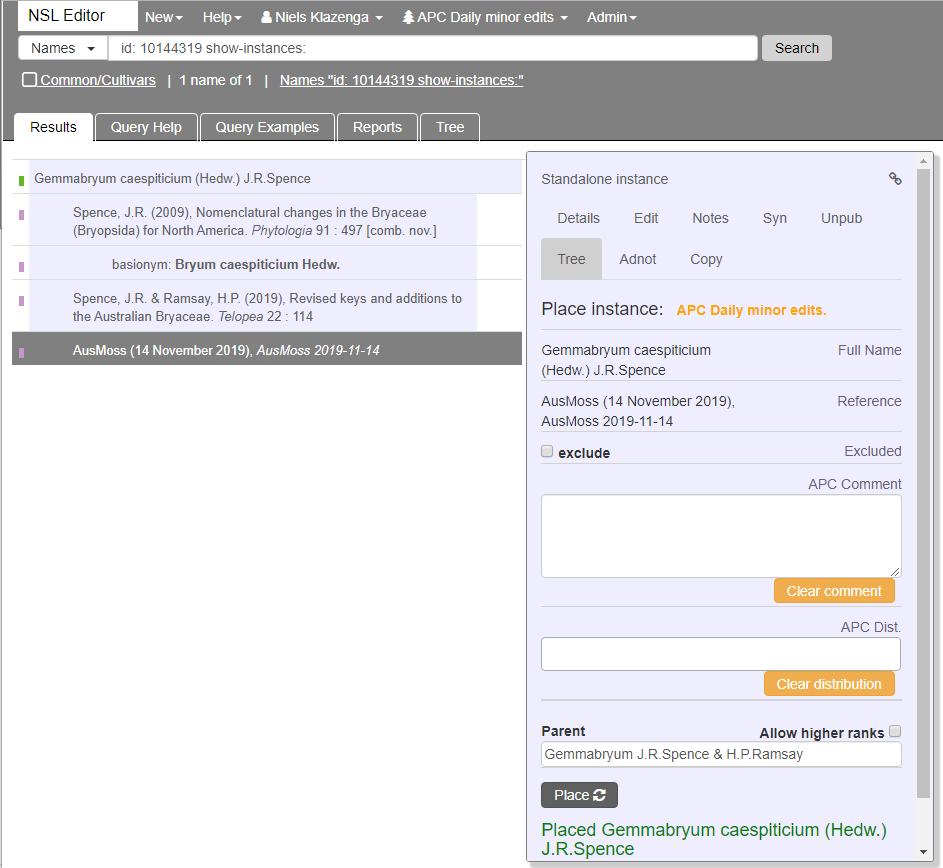 NSL Editor New Help Niels Klazenga APC Daily minor edits Admin
Names id: 10144319 show-instances: Search
Common/Cultivars | 1 name of 1 | Names "id: 10144319 show-instances:"
Results Query Help Query Examples Reports Tree
Gemmabryum caespiticium (Hedw.) J.R.Spence
Spence, J.R. (2009), Nomenclatural changes in the Bryaceae
(Bryopsida) for North America. Phytologia 91 : 497 [comb. nov.]
basionym: Bryum caespiticium Hedw.
Spence, J.R. & Ramsay, H.P. (2019), Revised keys and additions to
the Australian Bryaceae. Telopea 22 : 114
AusMoss (14 November 2019), AusMoss 2019-11-14
Standalone instance
Details Edit Notes Syn Unpub
Tree Adnot Copy
Place instance: APC Daily minor edits.
Gemmabryum caespiticium Full Name
(Hedw.) J.R.Spence
AusMoss (14 November 2019), Reference
AusMoss 2019-11-14
exclude Excluded
APC Comment
Clear comment
APC Dist.
Clear distribution
Parent Allow higher ranks
Gemmabryum J.R.Spence & H.P.Ramsay
Place
Placed Gemmabryum caespiticium (Hedw.)
J.R.Spence